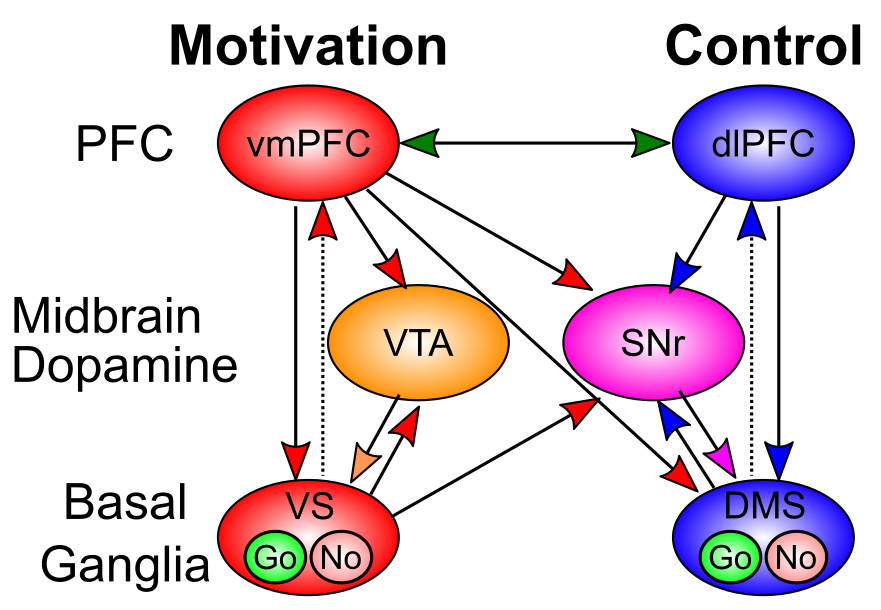 Motivation Control
PFC vmPFC dlPFC
Midbrain
Dopamine VTA SNr
Basal VS DMS
Ganglia Go No Go No